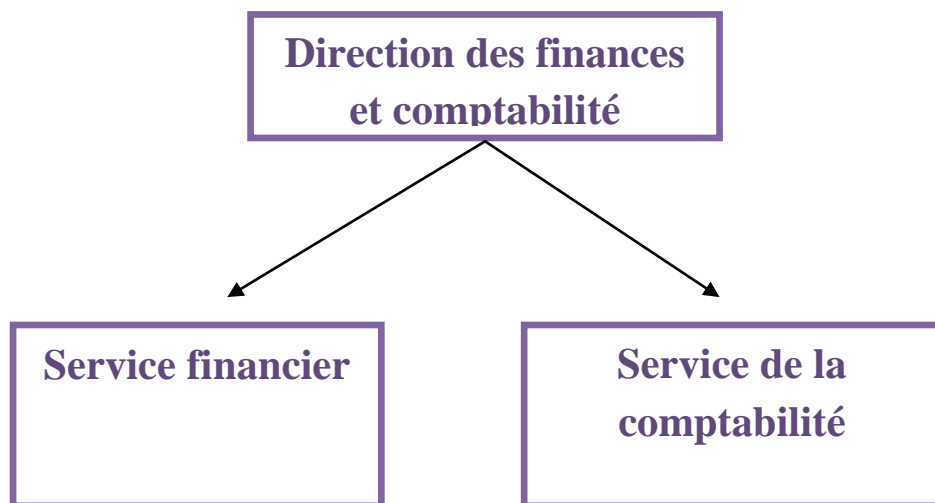 Direction des finances
et comptabilité
Service financier
Service de la
comptabilité